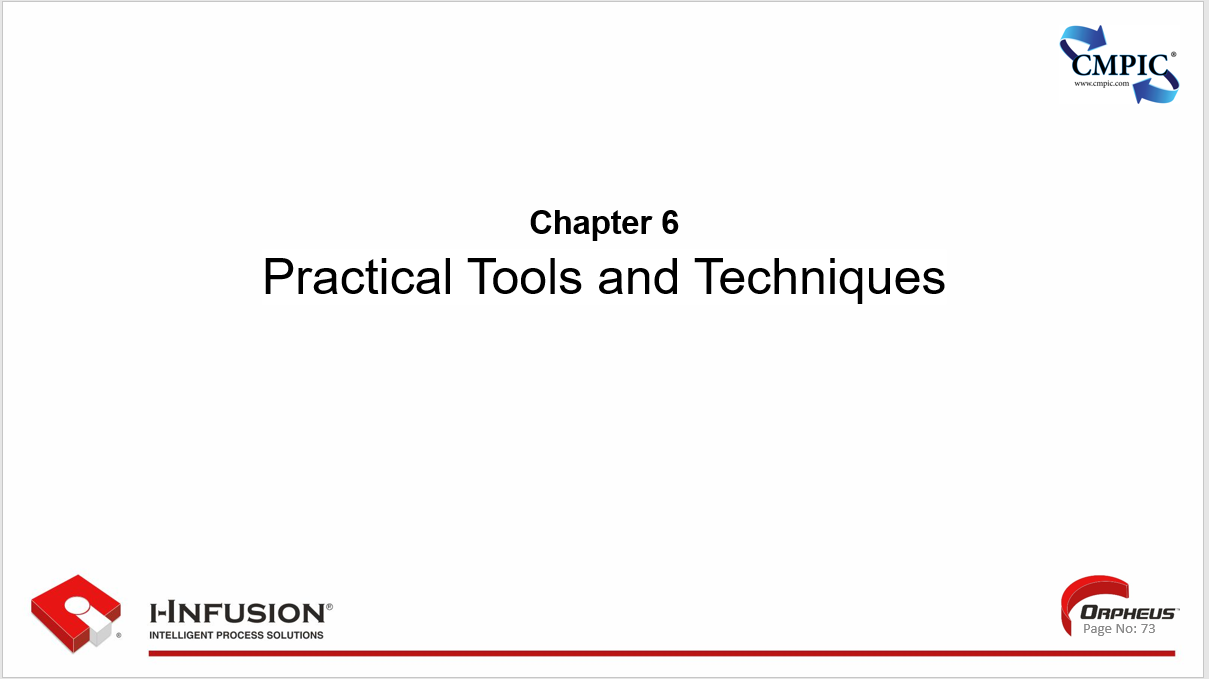 CMPIC®
www.cmpic.com
Chapter 6
Practical Tools and Techniques
I-INFUSION®
INTELLIGENT PROCESS SOLUTIONS
®
ORPHEUS™
Page No: 73